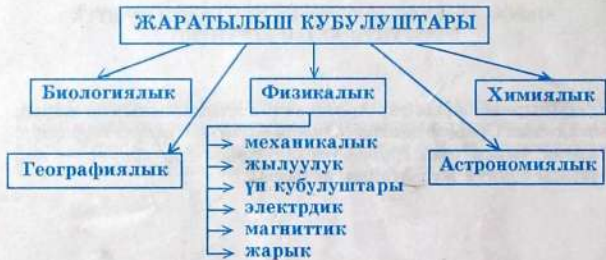 ЖАРАТЫЛЫШ КУБУЛУШТАРЫ
Биологиялык
Физикалык
Химиялык
Географиялык
Астрономиялык
механикалык
жылуулук
үн кубулуштары
электрдик
магниттик
жарык